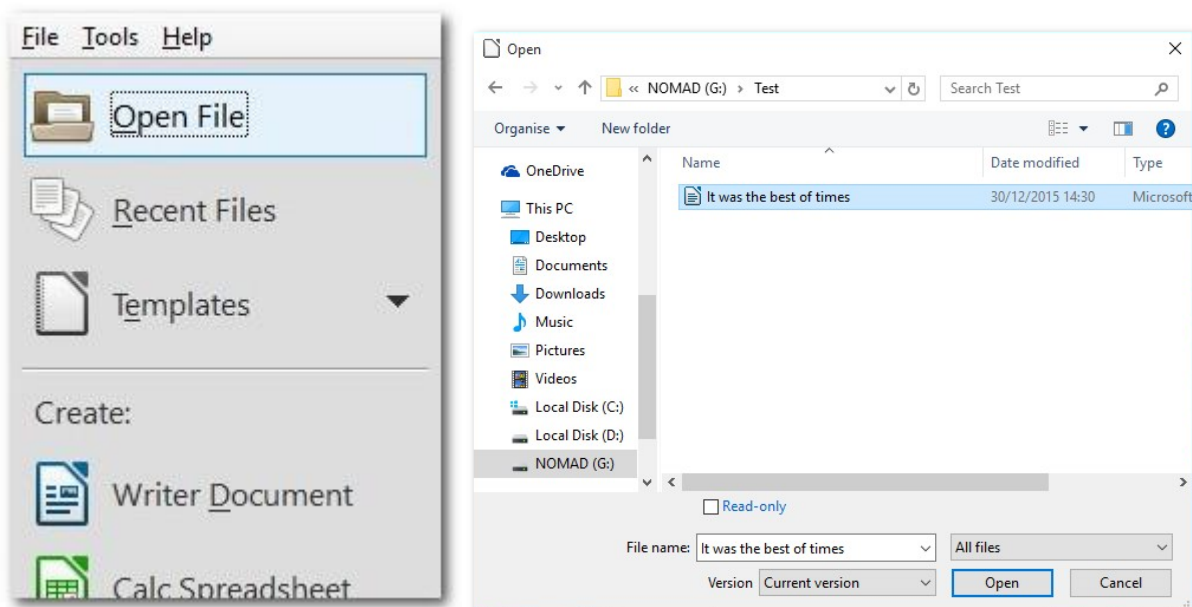 File Tools Help
Open File
Recent Files
Templates
Create:
Writer Document
Calc Spreadsheet
Open
« NOMAD (G:) › Test
Search Test
Organise
New folder
OneDrive
This PC
Desktop
Documents
Downloads
Music
Pictures
Videos
Local Disk (C:)
Local Disk (D:)
NOMAD (G:)
Name Date modified Type
It was the best of times 30/12/2015 14:30 Microsoft
Read-only
File name: It was the best of times All files
Version Current version Open Cancel